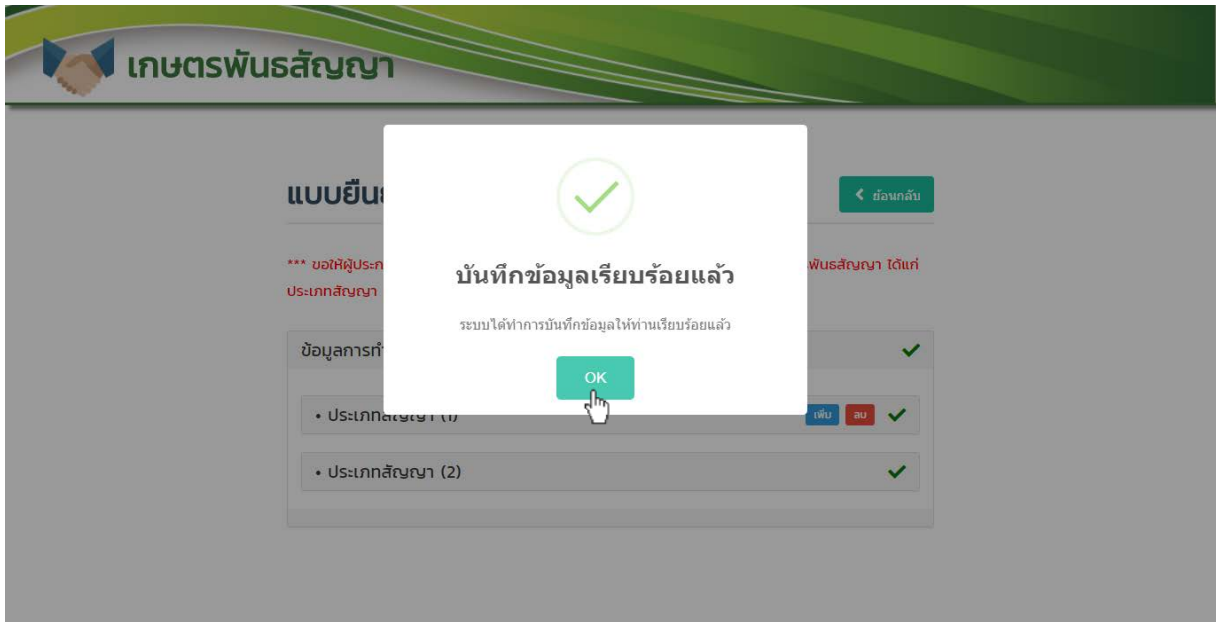 เกษตรพันธสัญญา
แบบยืนย
ย้อนกลับ
*** ขอให้ผู้ประก
พันธสัญญา ได้แก่
ประเภทสัญญา
บันทึกข้อมูลเรียบร้อยแล้ว
ระบบได้ทำการบันทึกข้อมูลให้ท่านเรียบร้อยแล้ว
ข้อมูลการทำ
OK
• ประเภทสัญญา (1)
เพิ่ม ลบ
• ประเภทสัญญา (2)